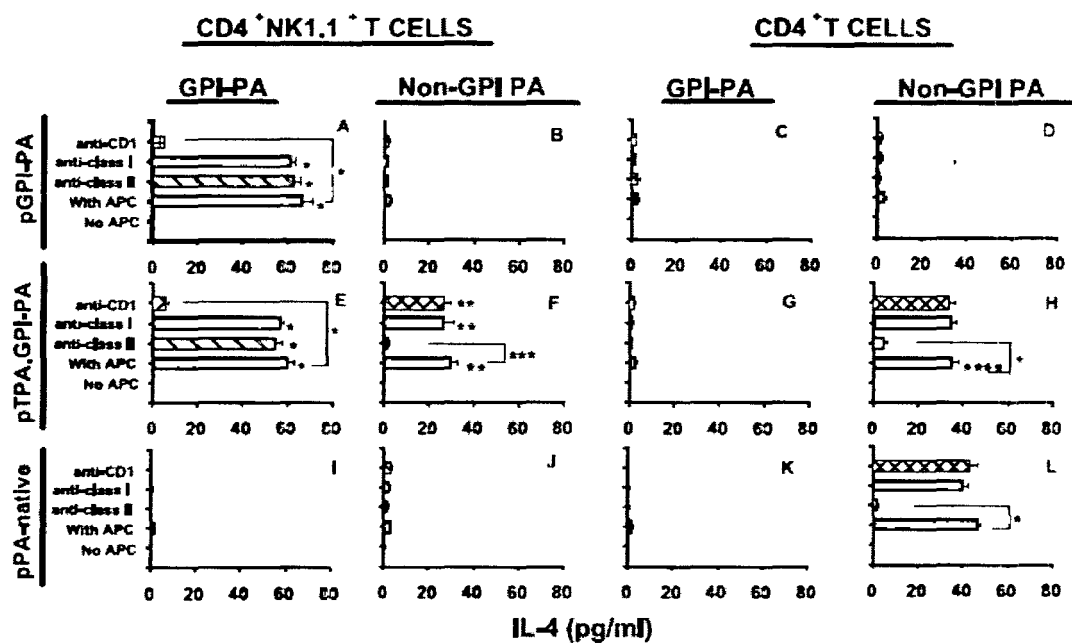 CD4 +NK1.1 + T CELLS CD4 + T CELLS
GPI-PA Non-GPI PA GPI-PA Non-GPI PA
pGPI-PA
anti-CD1
anti-class I
anti-class II
With APC
No APC
A * * * *
B
C
D
0 20 40 60 80 0 20 40 60 80 0 20 40 60 80 0 20 40 60 80
pTPA.GPI-PA
anti-CD1
anti-class I
anti-class II
With APC
No APC
E * * * *
F ** ** *** **
G
H * ****
0 20 40 60 80 0 20 40 60 80 0 20 40 60 80 0 20 40 60 80
pPA-native
anti-CD1
anti-class I
anti-class II
With APC
No APC
I
J
K
L *
0 20 40 60 80 0 20 40 60 80 0 20 40 60 80 0 20 40 60 80
IL-4 (pg/ml)